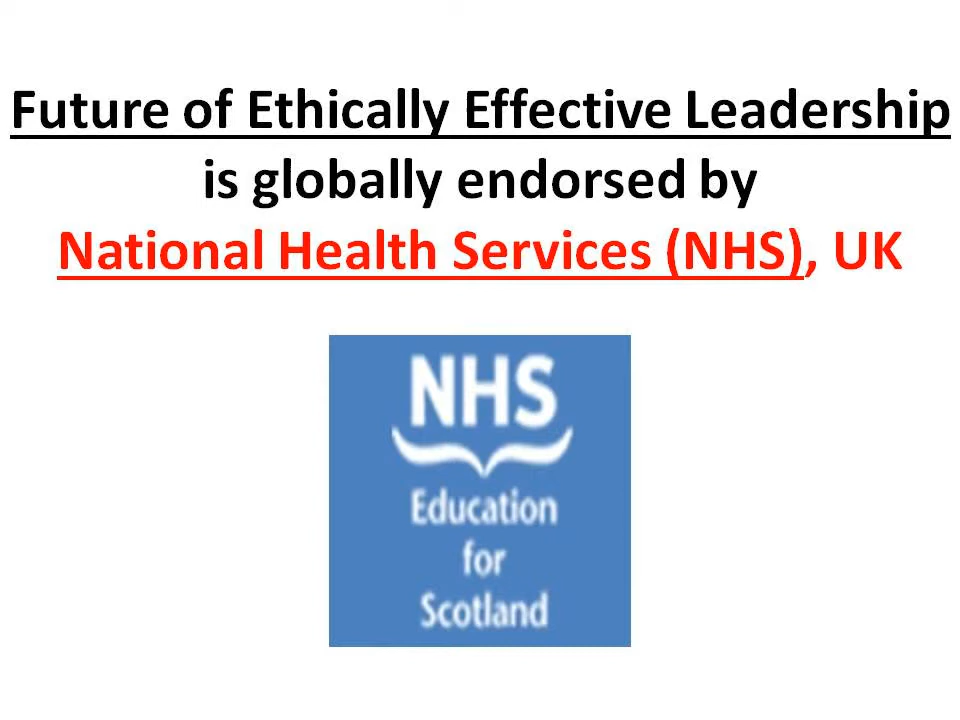 Future of Ethically Effective Leadership
is globally endorsed by
National Health Services (NHS), UK
NHS
Education
for
Scotland